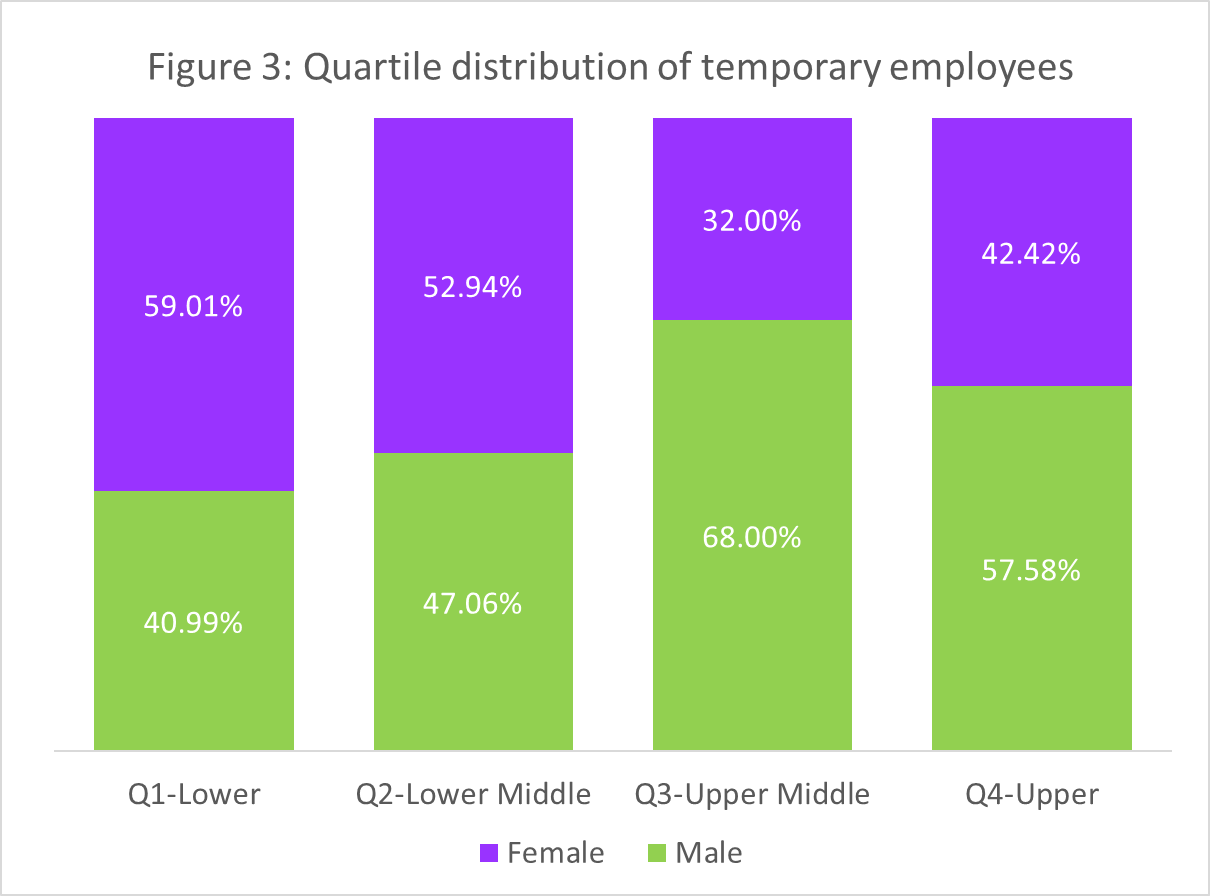 Figure 3: Quartile distribution of temporary employees
59.01% 52.94% 32.00% 42.42%
40.99% 47.06% 68.00% 57.58%
Q1-Lower Q2-Lower Middle Q3-Upper Middle Q4-Upper
Female Male